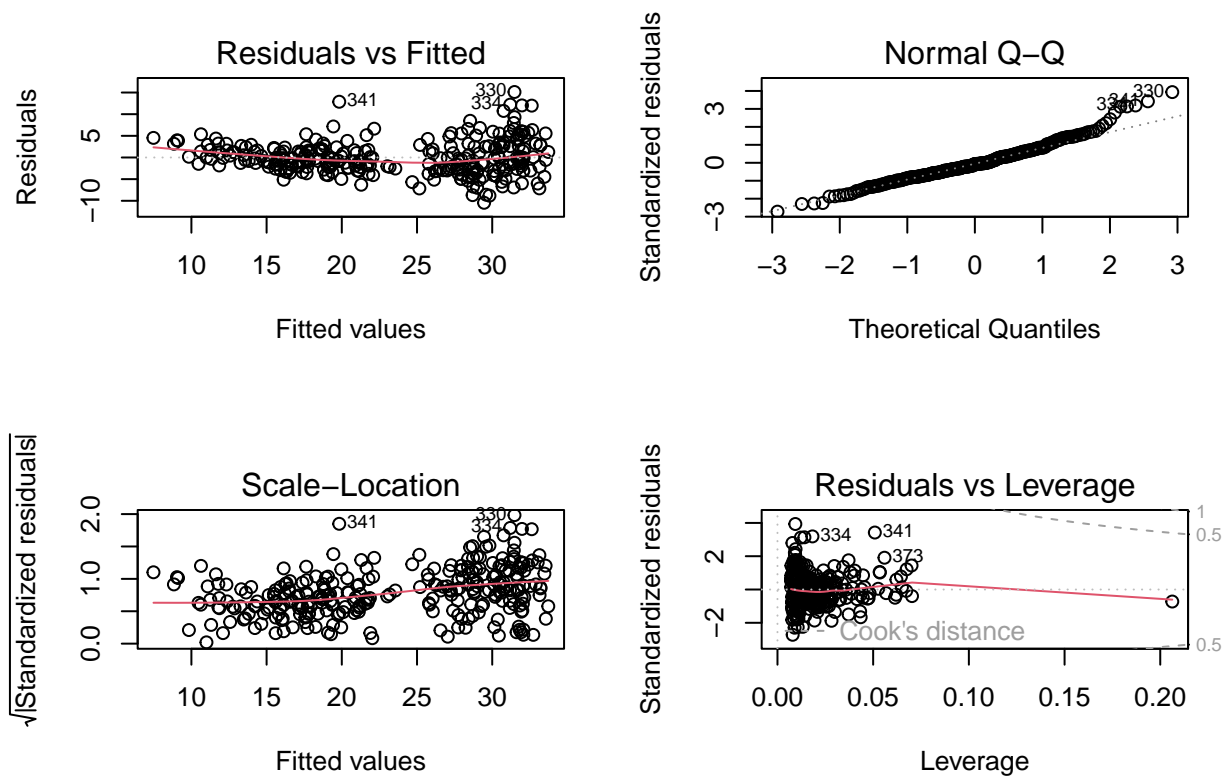 Residuals vs Fitted
Residuals
−10
5
341
330
334
10 15 20 25 30
Fitted values
Normal Q−Q
Standardized residuals
−3
0
3
334
341
330
−3 −2 −1 0 1 2 3
Theoretical Quantiles
Scale−Location
√|Standardized residuals|
0.0
1.0
2.0
341
330
334
10 15 20 25 30
Fitted values
Residuals vs Leverage
Standardized residuals
−2
0
2
334
341
373
Cook's distance
1
0.5
0.5
0.00 0.05 0.10 0.15 0.20
Leverage